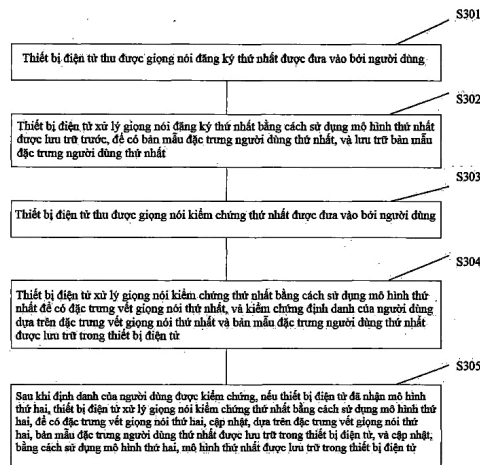 S301
Thiết bị điện tử thu được giọng nói đăng ký thứ nhất được đưa vào bởi người dùng
S302
Thiết bị điện tử xử lý giọng nói đăng ký thứ nhất bằng cách sử dụng mô hình thứ nhất
được lưu trữ trước, để có bản mẫu đặc trưng người dùng thứ nhất, và lưu trữ bản mẫu
đặc trưng người dùng thứ nhất
S303
Thiết bị điện tử thu được giọng nói kiểm chứng thứ nhất được đưa vào bởi người dùng
S304
Thiết bị điện tử xử lý giọng nói kiểm chứng thứ nhất bằng cách sử dụng mô hình thứ
nhất để có đặc trưng vết giọng nói thứ nhất, và kiểm chứng định danh của người dùng
dựa trên đặc trưng vết giọng nói thứ nhất và bản mẫu đặc trưng người dùng thứ nhất
được lưu trữ trong thiết bị điện tử
S305
Sau khi định danh của người dùng được kiểm chứng, nếu thiết bị điện tử đã nhận mô hình
thứ hai, thiết bị điện tử xử lý giọng nói kiểm chứng thứ nhất bằng cách sử dụng mô hình thứ
hai, để có đặc trưng vết giọng nói thứ hai, cập nhật, dựa trên đặc trưng vết giọng nói thứ
hai, bản mẫu đặc trưng người dùng thứ nhất được lưu trữ trong thiết bị điện tử, và cập nhật,
bằng cách sử dụng mô hình thứ hai, mô hình thứ nhất được lưu trữ trong thiết bị điện tử